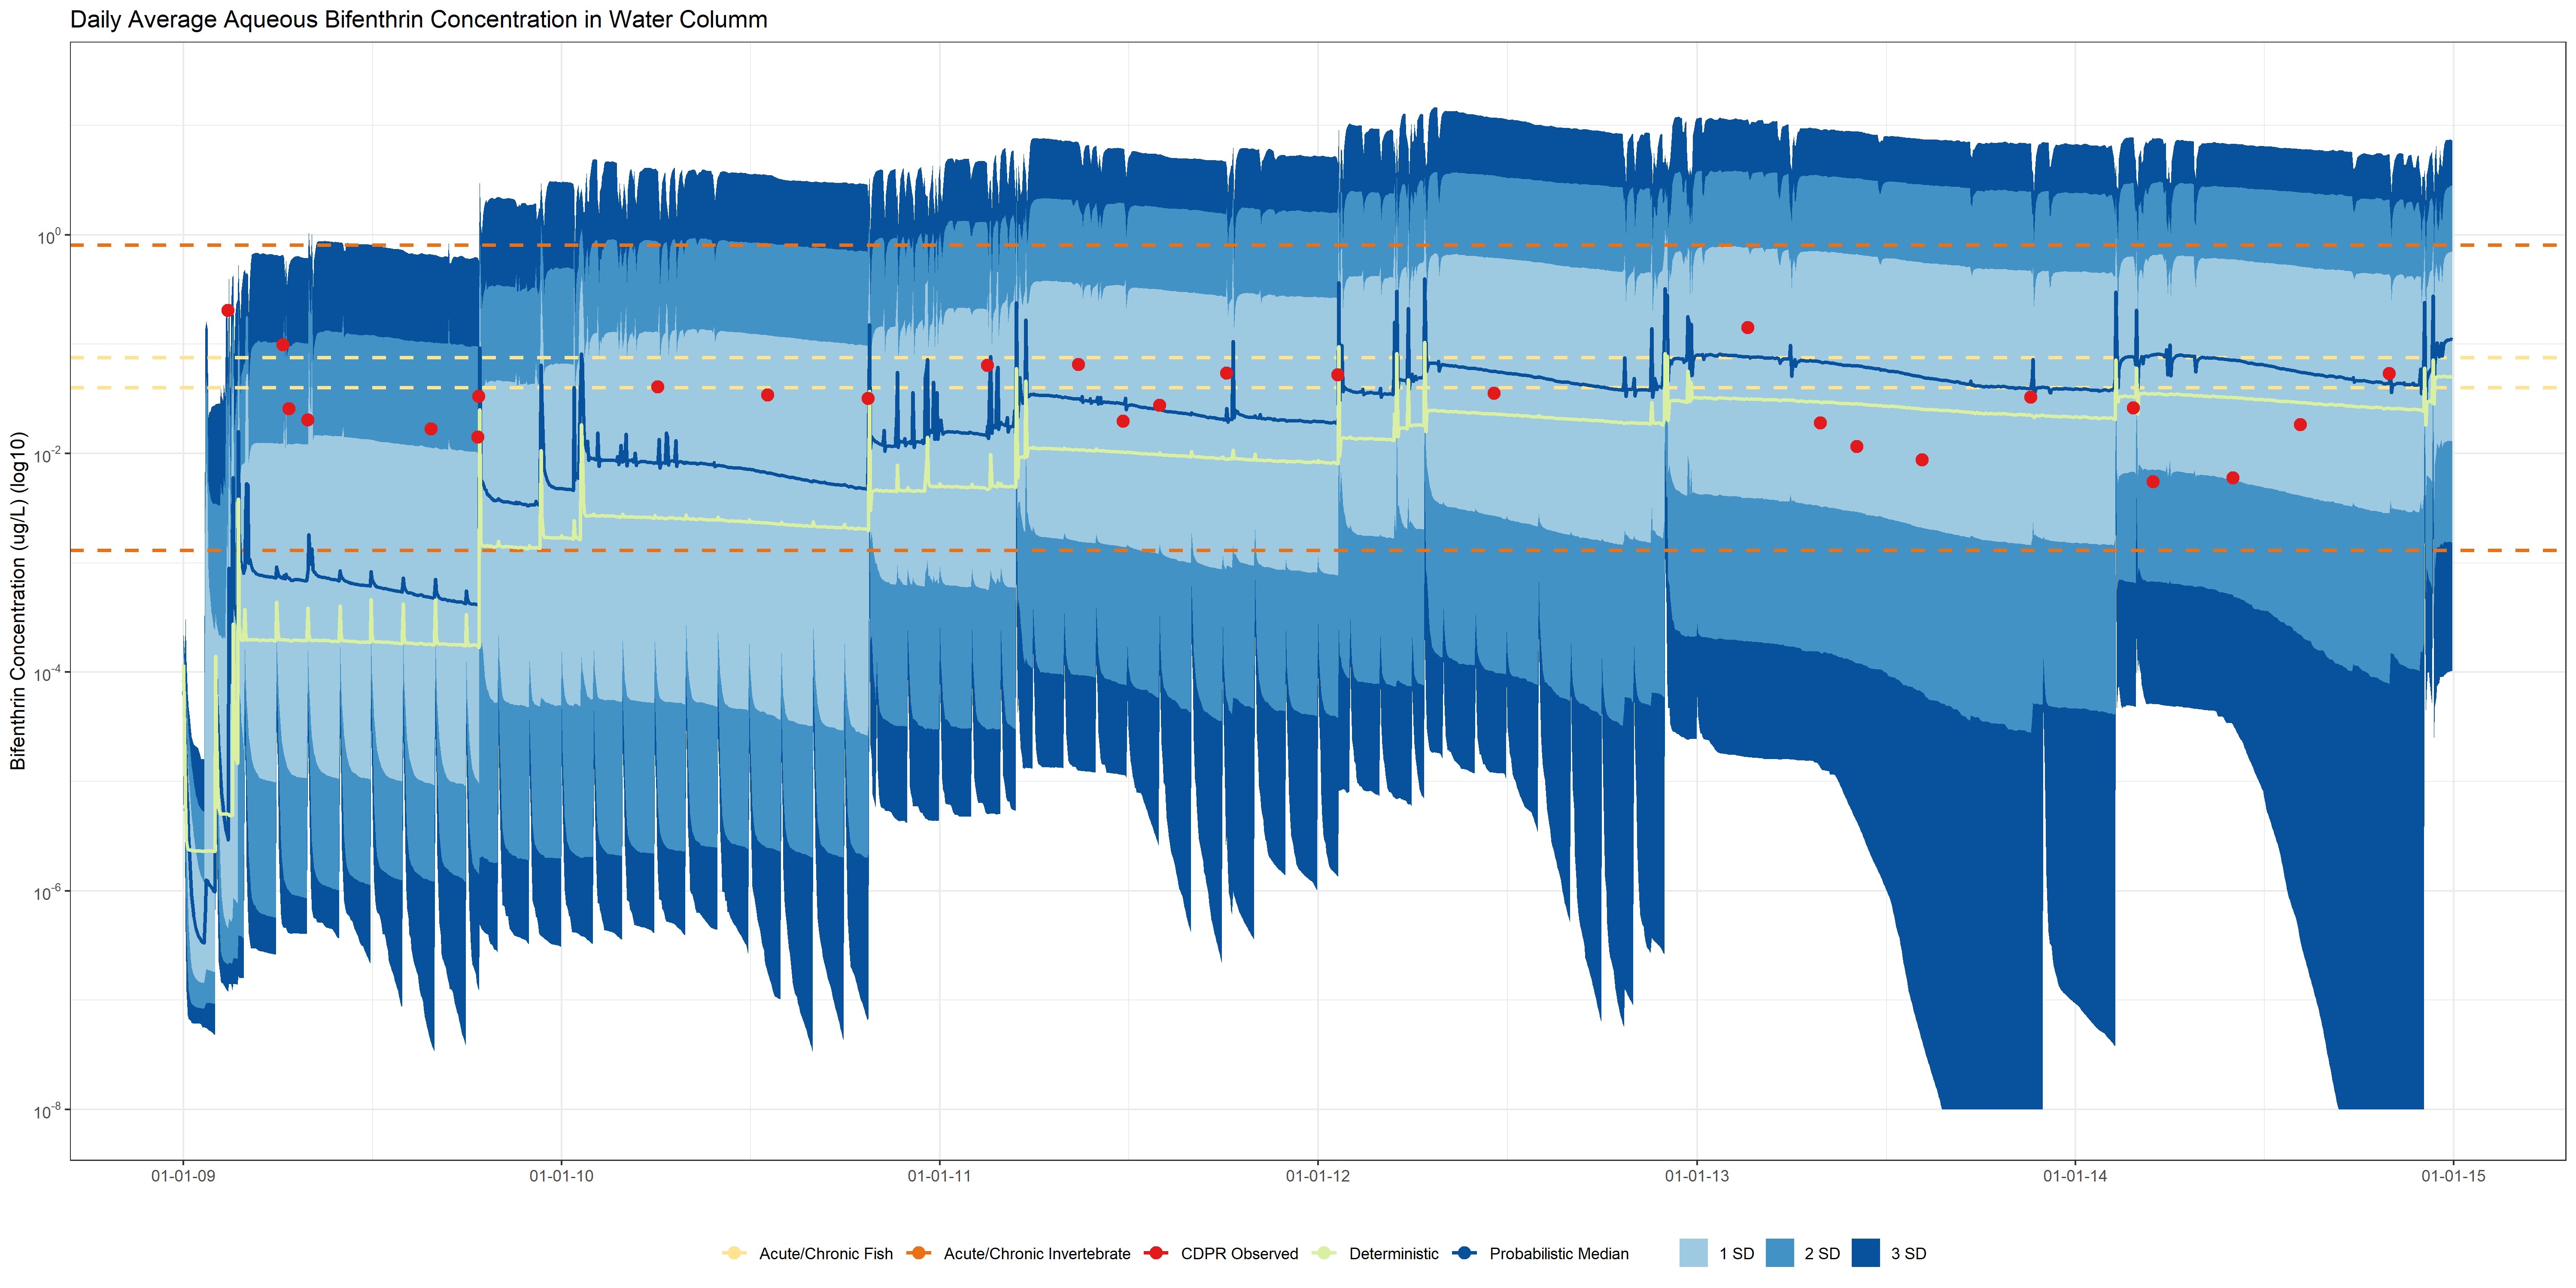 Daily Average Aqueous Bifenthrin Concentration in Water Columm
Bifenthrin Concentration (ug/L) (log10)
10^0
10^-2
10^-4
10^-6
10^-8
01-01-09 01-01-10 01-01-11 01-01-12 01-01-13 01-01-14 01-01-15
Acute/Chronic Fish Acute/Chronic Invertebrate CDPR Observed Deterministic Probabilistic Median 1 SD 2 SD 3 SD